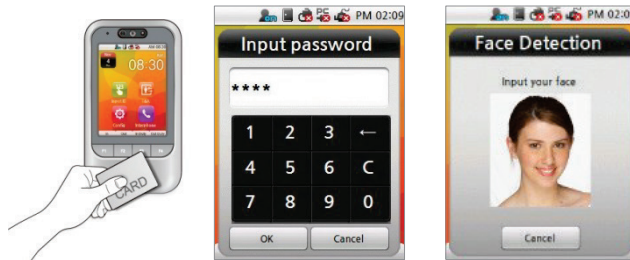 08:30
CARD
PM 02:09
Input password
****
1 2 3 ←
4 5 6 C
7 8 9 0
OK Cancel
PM 02:09
Face Detection
Input your face
Cancel